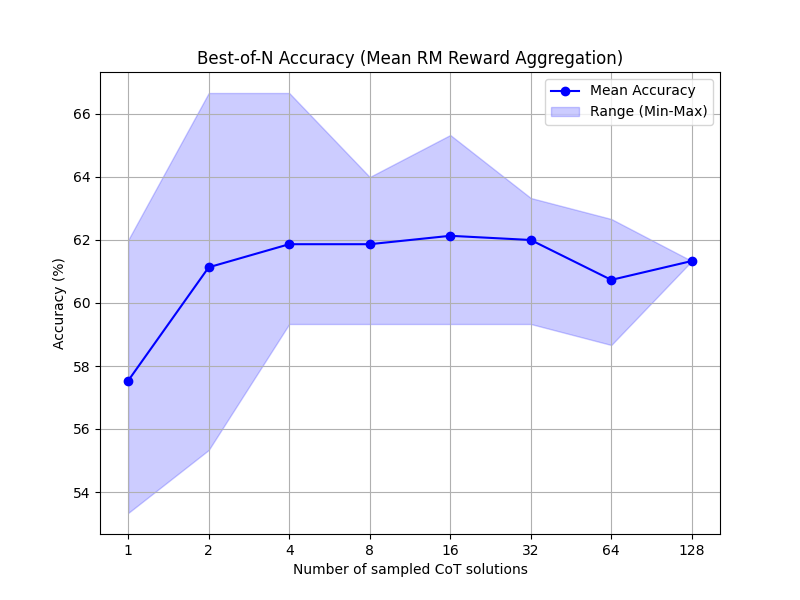 Best-of-N Accuracy (Mean RM Reward Aggregation)
Mean Accuracy
Range (Min-Max)
Accuracy (%)
66
64
62
60
58
56
54
1 2 4 8 16 32 64 128
Number of sampled CoT solutions